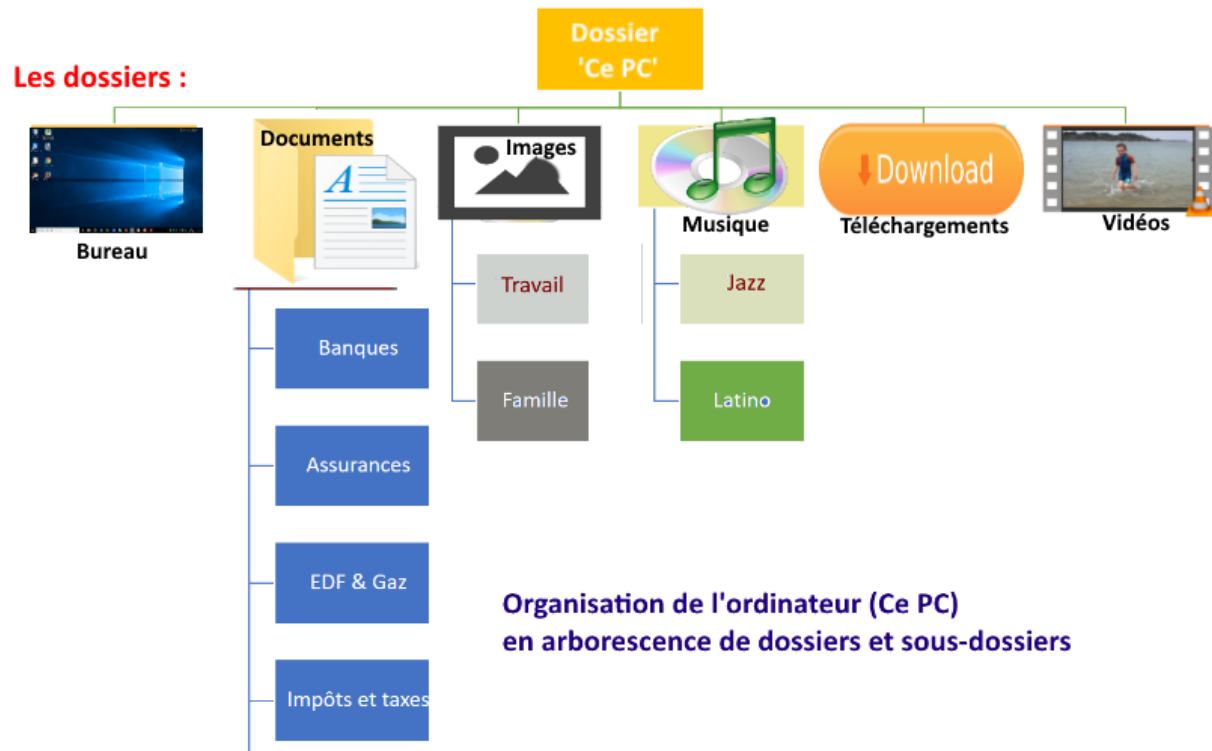 Dossier
'Ce PC'
Les dossiers :
Bureau
Documents
A
Images
Musique
Download
Téléchargements
Vidéos
Travail
Jazz
Banques
Famille
Latino
Assurances
EDF & Gaz
Organisation de l'ordinateur (Ce PC)
en arborescence de dossiers et sous-dossiers
Impôts et taxes